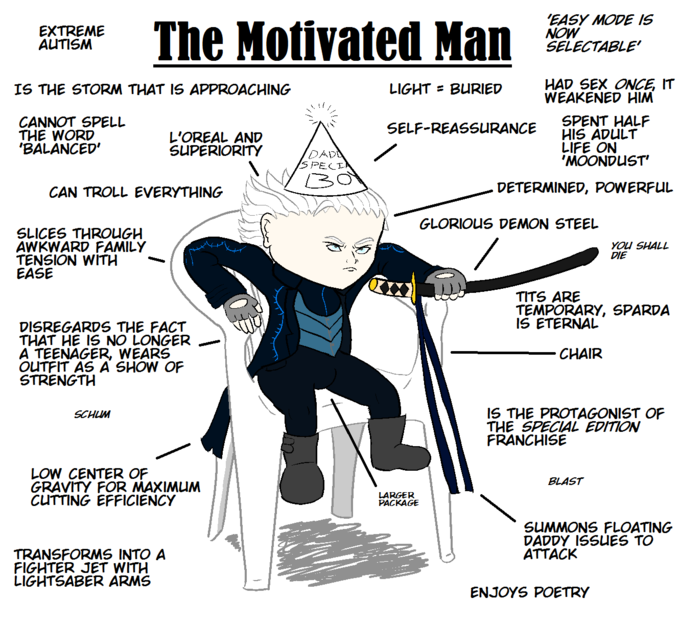 The Motivated Man
EXTREME
AUTISM
'EASY MODE IS
NOW
SELECTABLE'
IS THE STORM THAT IS APPROACHING
LIGHT = BURIED
HAD SEX ONCE, IT
WEAKENED HIM
CANNOT SPELL
THE WORD
'BALANCED'
L'OREAL AND
SUPERIORITY
SELF-REASSURANCE
SPENT HALF
HIS ADULT
LIFE ON
'MOONDUST'
DADD
SPECIA
BO
CAN TROLL EVERYTHING
DETERMINED, POWERFUL
GLORIOUS DEMON STEEL
SLICES THROUGH
AWKWARD FAMILY
TENSION WITH
EASE
YOU SHALL
DIE
TITS ARE
TEMPORARY, SPARDA
IS ETERNAL
DISREGARDS THE FACT
THAT HE IS NO LONGER
A TEENAGER, WEARS
OUTFIT AS A SHOW OF
STRENGTH
CHAIR
SCHUM
IS THE PROTAGONIST OF
THE SPECIAL EDITION
FRANCHISE
LOW CENTER OF
GRAVITY FOR MAXIMUM
CUTTING EFFICIENCY
LARGER
PACKAGE
BLAST
SUMMONS FLOATING
DADDY ISSUES TO
ATTACK
TRANSFORMS INTO A
FIGHTER JET WITH
LIGHTSABER ARMS
ENJOYS POETRY